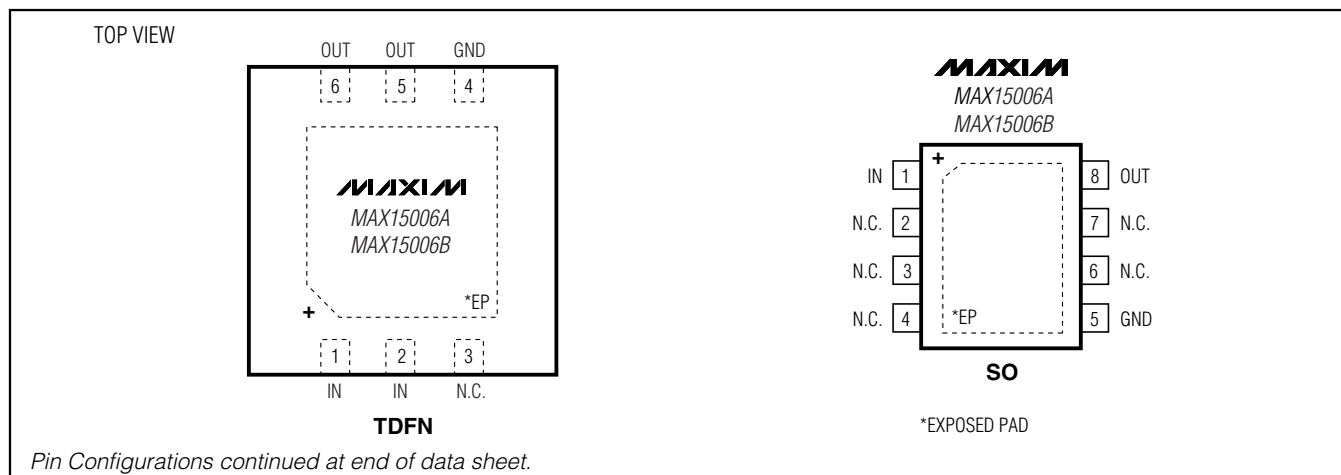 TOP VIEW
OUT OUT GND
6 5 4
MAXIM
MAX15006A
MAX15006B
*EP
+
1 2 3
IN IN N.C.
TDFN
MAXIM
MAX15006A
MAX15006B
+
IN 1 8 OUT
N.C. 2 7 N.C.
N.C. 3 6 N.C.
N.C. 4 *EP 5 GND
SO
*EXPOSED PAD
Pin Configurations continued at end of data sheet.